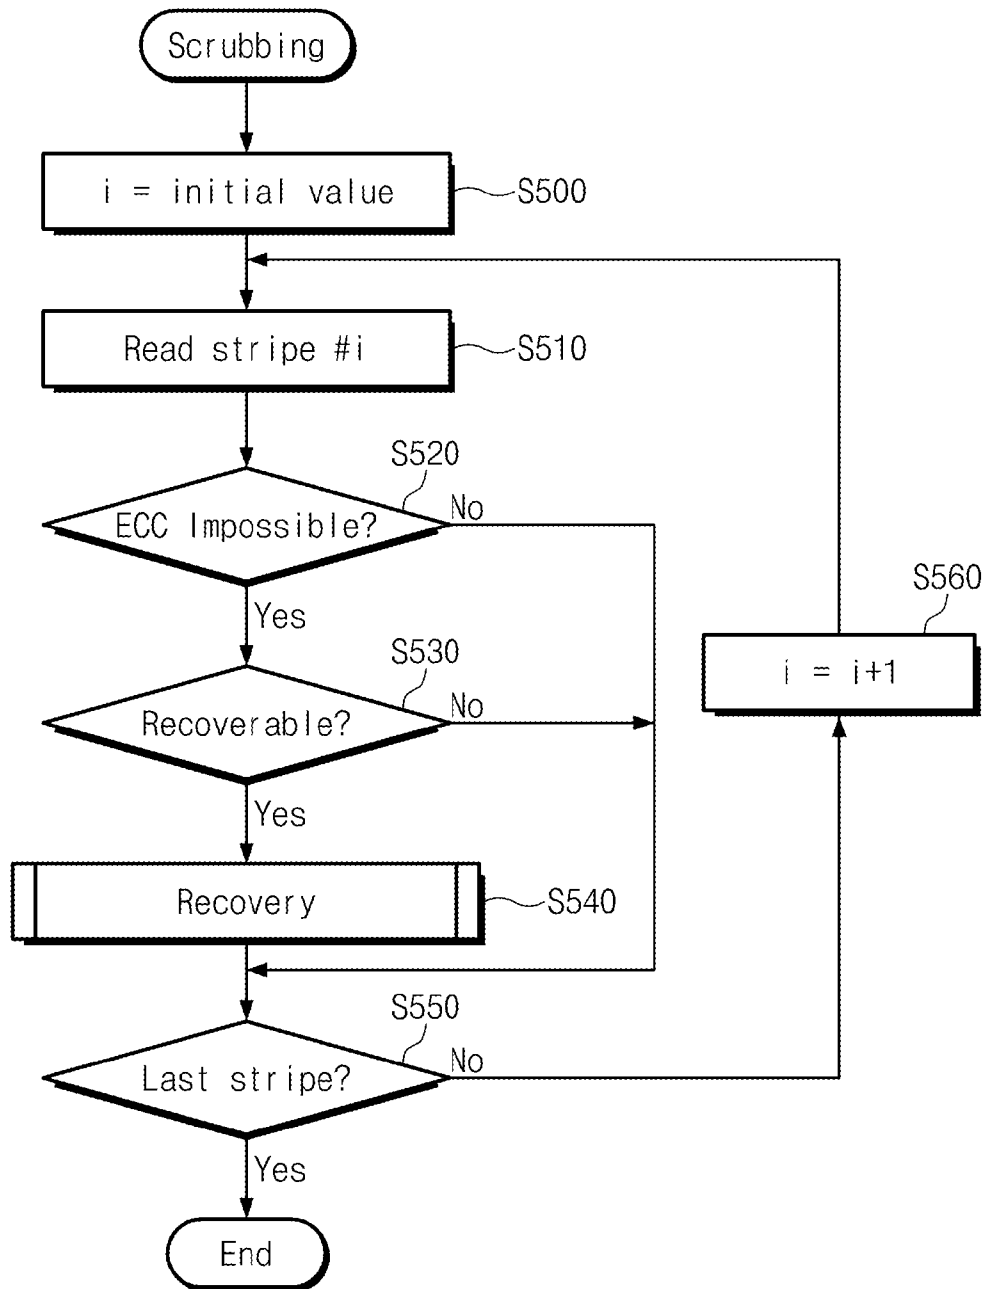 Scrubbing
i = initial value
S500
Read stripe #i
S510
S520
ECC Impossible?
No
Yes
S560
i = i+1
S530
Recoverable?
No
Yes
Recovery
S540
S550
Last stripe?
No
Yes
End